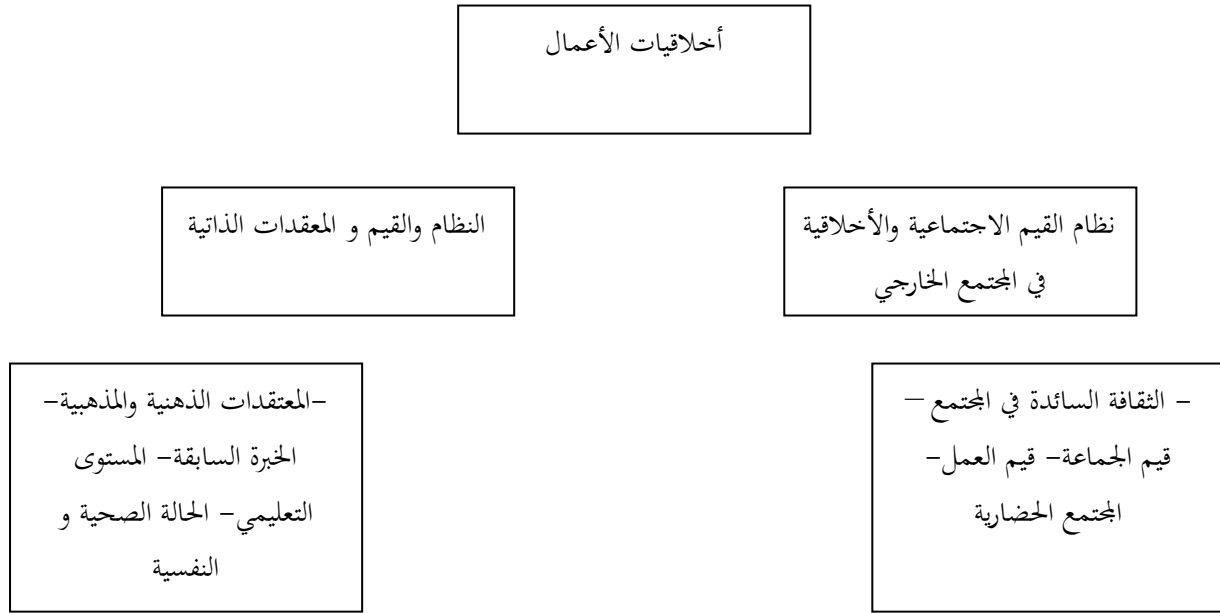 أخلاقيات الأعمال
نظام القيم الاجتماعية والأخلاقية
في المجتمع الخارجي
النظام والقيم و المعقدات الذاتية
– الثقافة السائدة في المجتمع –
قيم الجماعة– قيم العمل–
المجتمع الحضارية
–المعتقدات الذهنية والمذهبية–
الخبرة السابقة– المستوى
التعليمي– الحالة الصحية و
النفسية